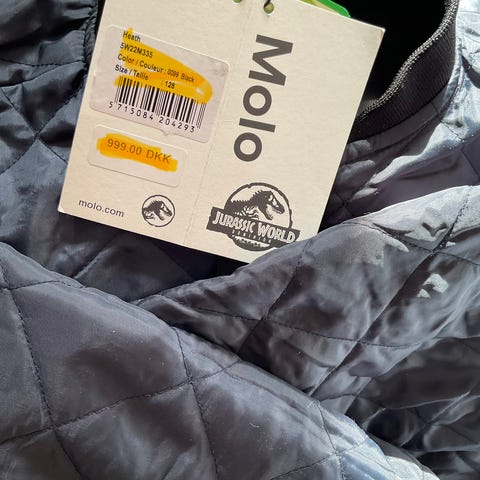 Heath
5W22M335
Color / Couleur : 0099 Black
Size / Taille : 128
5 715084 204293
999.00 DKK
molo.com
Molo
JURASSIC WORLD
DOMINION